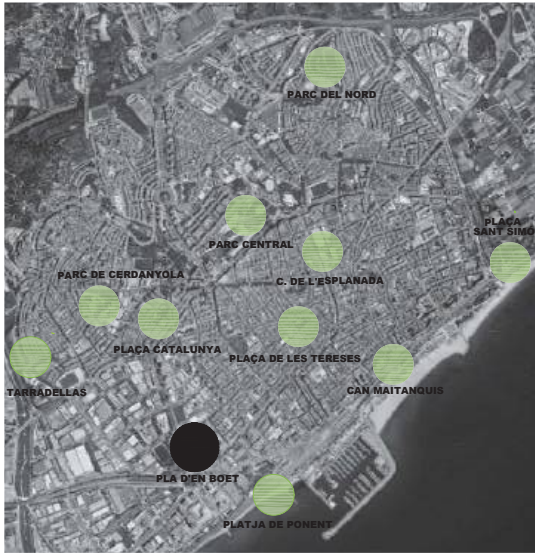 PARC DEL NORD
PLAÇA
SANT SIMÓ
PARC CENTRAL
C. DE L'ESPLANADA
PARC DE CERDANYOLA
PLAÇA CATALUNYA
PLAÇA DE LES TERESES
TARRADELLAS
CAN MAITANQUIS
PLA D'EN BOET
PLATJA DE PONENT